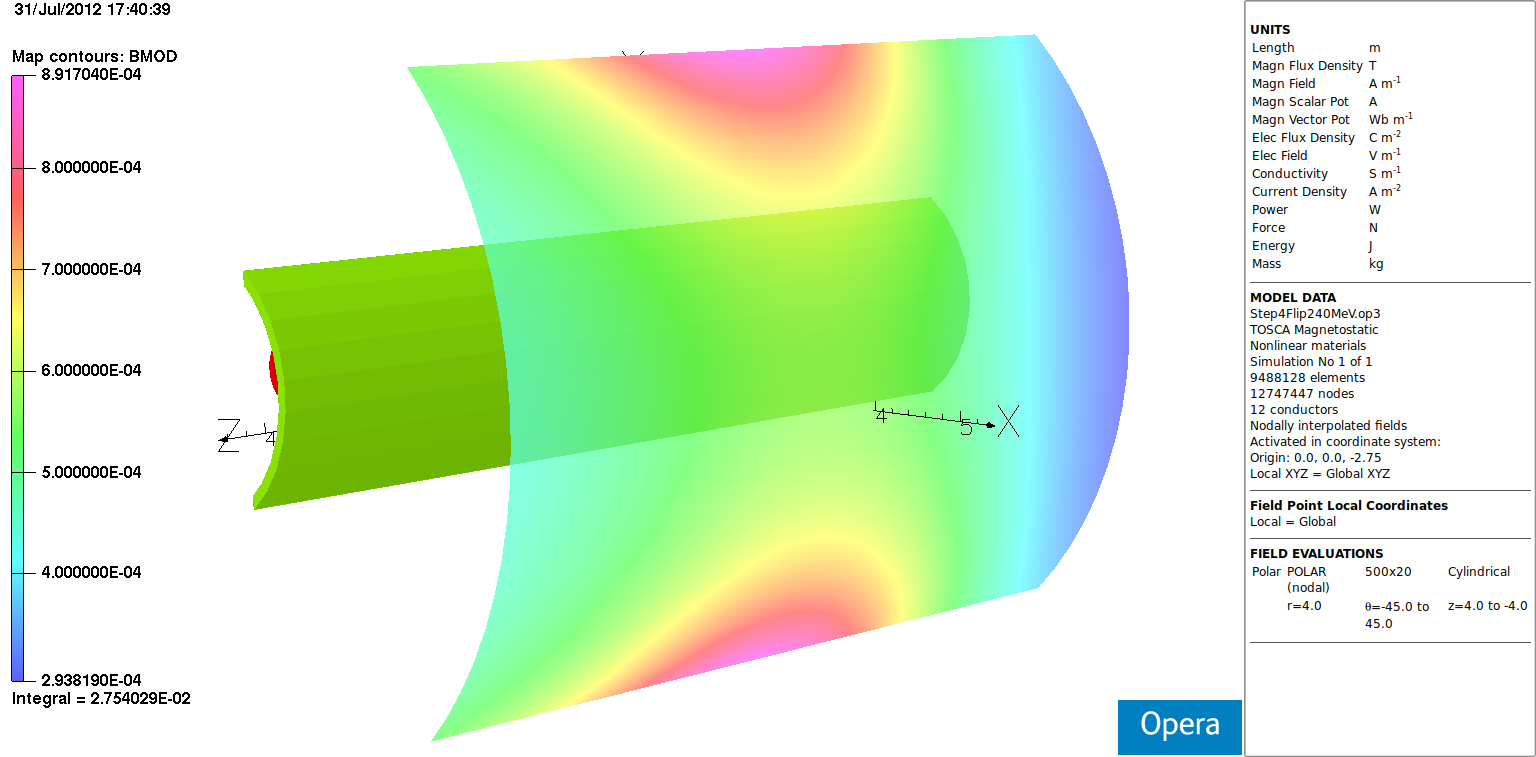 31/Jul/2012 17:40:39
Map contours: BMOD
8.917040E-04
8.000000E-04
7.000000E-04
6.000000E-04
5.000000E-04
4.000000E-04
2.938190E-04
Integral = 2.754029E-02
Y
Z
4
4
5
X
Opera
UNITS
Length m
Magn Flux Density T
Magn Field A m⁻¹
Magn Scalar Pot A
Magn Vector Pot Wb m⁻¹
Elec Flux Density C m⁻²
Elec Field V m⁻¹
Conductivity S m⁻¹
Current Density A m⁻²
Power W
Force N
Energy J
Mass kg
MODEL DATA
Step4Flip240MeV.op3
TOSCA Magnetostatic
Nonlinear materials
Simulation No 1 of 1
9488128 elements
12747447 nodes
12 conductors
Nodally interpolated fields
Activated in coordinate system:
Origin: 0.0, 0.0, -2.75
Local XYZ = Global XYZ
Field Point Local Coordinates
Local = Global
FIELD EVALUATIONS
Polar POLAR 500x20 Cylindrical
(nodal)
r=4.0 θ=-45.0 to z=4.0 to -4.0
45.0